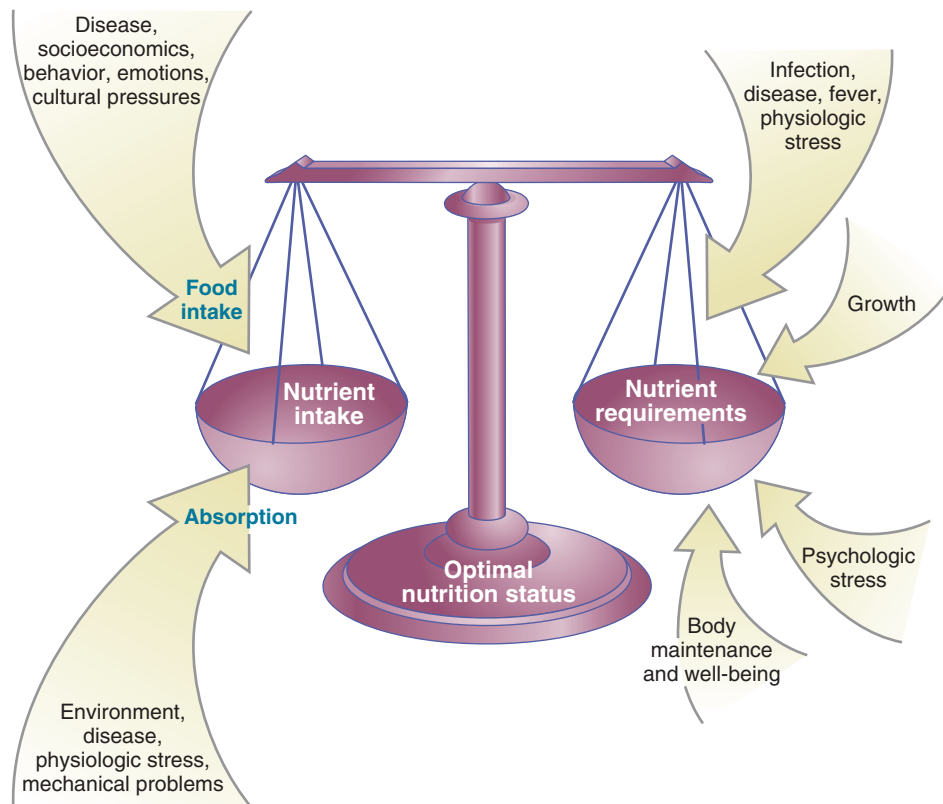 Disease,
socioeconomics,
behavior, emotions,
cultural pressures
Infection,
disease, fever,
physiologic
stress
Food
intake
Growth
Nutrient
intake
Nutrient
requirements
Absorption
Optimal
nutrition status
Psychologic
stress
Body
maintenance
and well-being
Environment,
disease,
physiologic stress,
mechanical problems